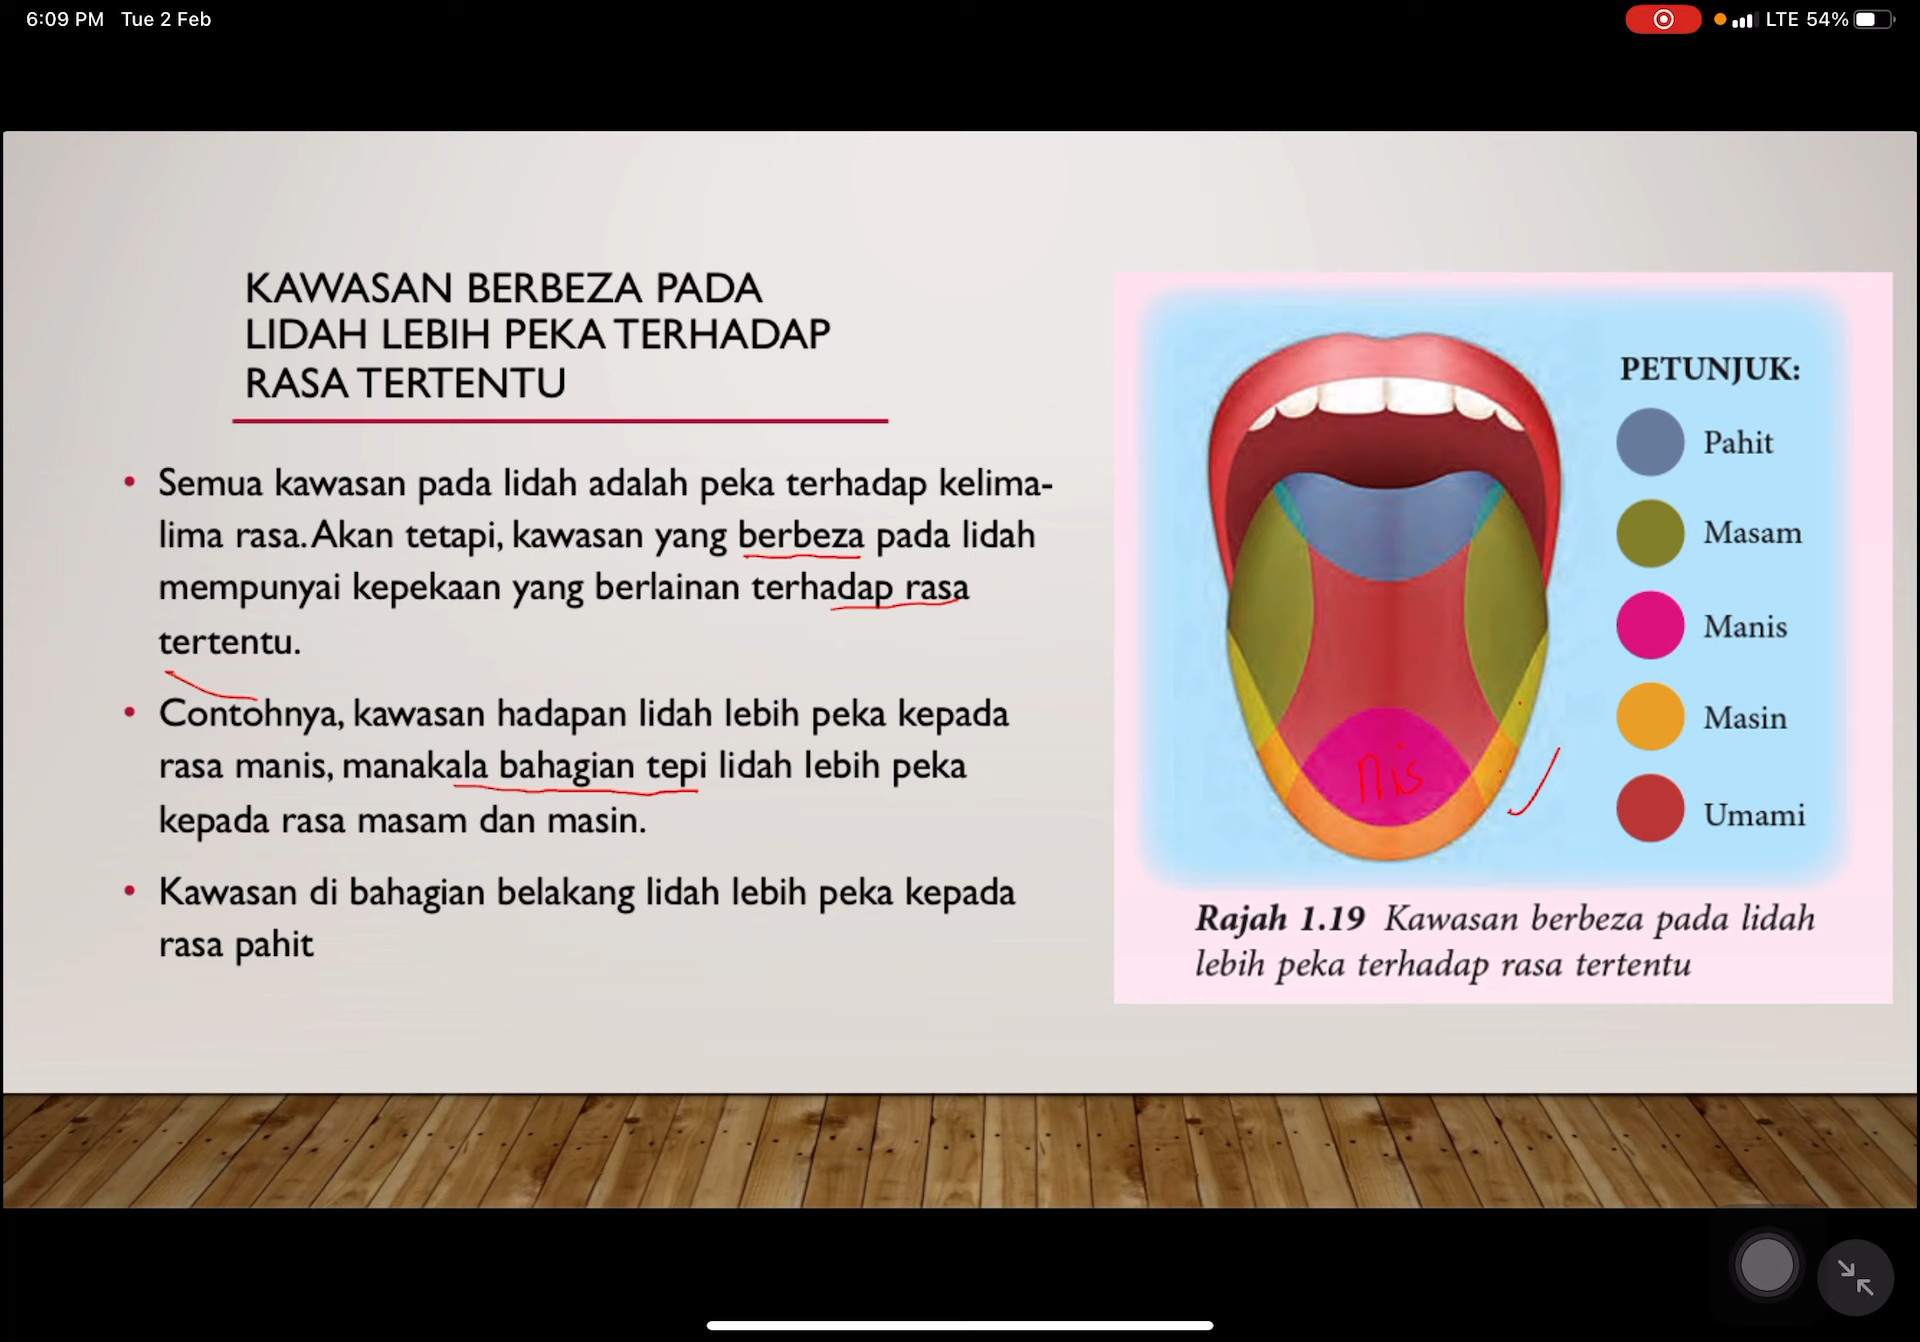 6:09 PM Tue 2 Feb
LTE 54%
KAWASAN BERBEZA PADA
LIDAH LEBIH PEKA TERHADAP
RASA TERTENTU
• Semua kawasan pada lidah adalah peka terhadap kelima-
lima rasa. Akan tetapi, kawasan yang berbeza pada lidah
mempunyai kepekaan yang berlainan terhadap rasa
tertentu.
• Contohnya, kawasan hadapan lidah lebih peka kepada
rasa manis, manakala bahagian tepi lidah lebih peka
kepada rasa masam dan masin.
• Kawasan di bahagian belakang lidah lebih peka kepada
rasa pahit
PETUNJUK:
Pahit
Masam
Manis
Masin
Umami
nis
Rajah 1.19 Kawasan berbeza pada lidah
lebih peka terhadap rasa tertentu